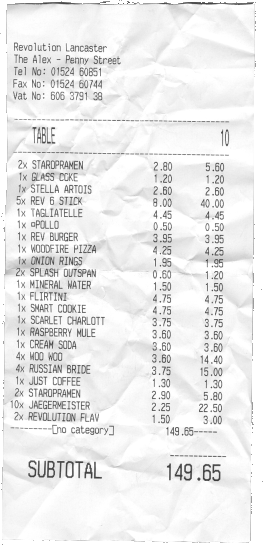 Revolution Lancaster
The Alex - Penny Street
Tel No: 01524 60851
Fax No: 01524 60744
Vat No: 606 3791 38
TABLE 10
2x STAROPRAMEN 2.80 5.60
1x GLASS COKE 1.20 1.20
1x STELLA ARTOIS 2.60 2.60
5x REV 6 STICK 8.00 40.00
1x TAGLIATELLE 4.45 4.45
1x ¤POLLO 0.50 0.50
1x REV BURGER 3.95 3.95
1x WOODFIRE PIZZA 4.25 4.25
1x ONION RINGS 1.95 1.95
2x SPLASH OUTSPAN 0.60 1.20
1x MINERAL WATER 1.50 1.50
1x FLIRTINI 4.75 4.75
1x SMART COOKIE 4.75 4.75
1x SCARLET CHARLOTT 3.75 3.75
1x RASPBERRY MULE 3.60 3.60
1x CREAM SODA 3.60 3.60
4x WOO WOO 3.60 14.40
4x RUSSIAN BRIDE 3.75 15.00
1x JUST COFFEE 1.30 1.30
2x STAROPRAMEN 2.90 5.80
10x JAEGERMEISTER 2.25 22.50
2x REVOLUTION FLAV 1.50 3.00
----------[no category] 149.65------
SUBTOTAL 149.65